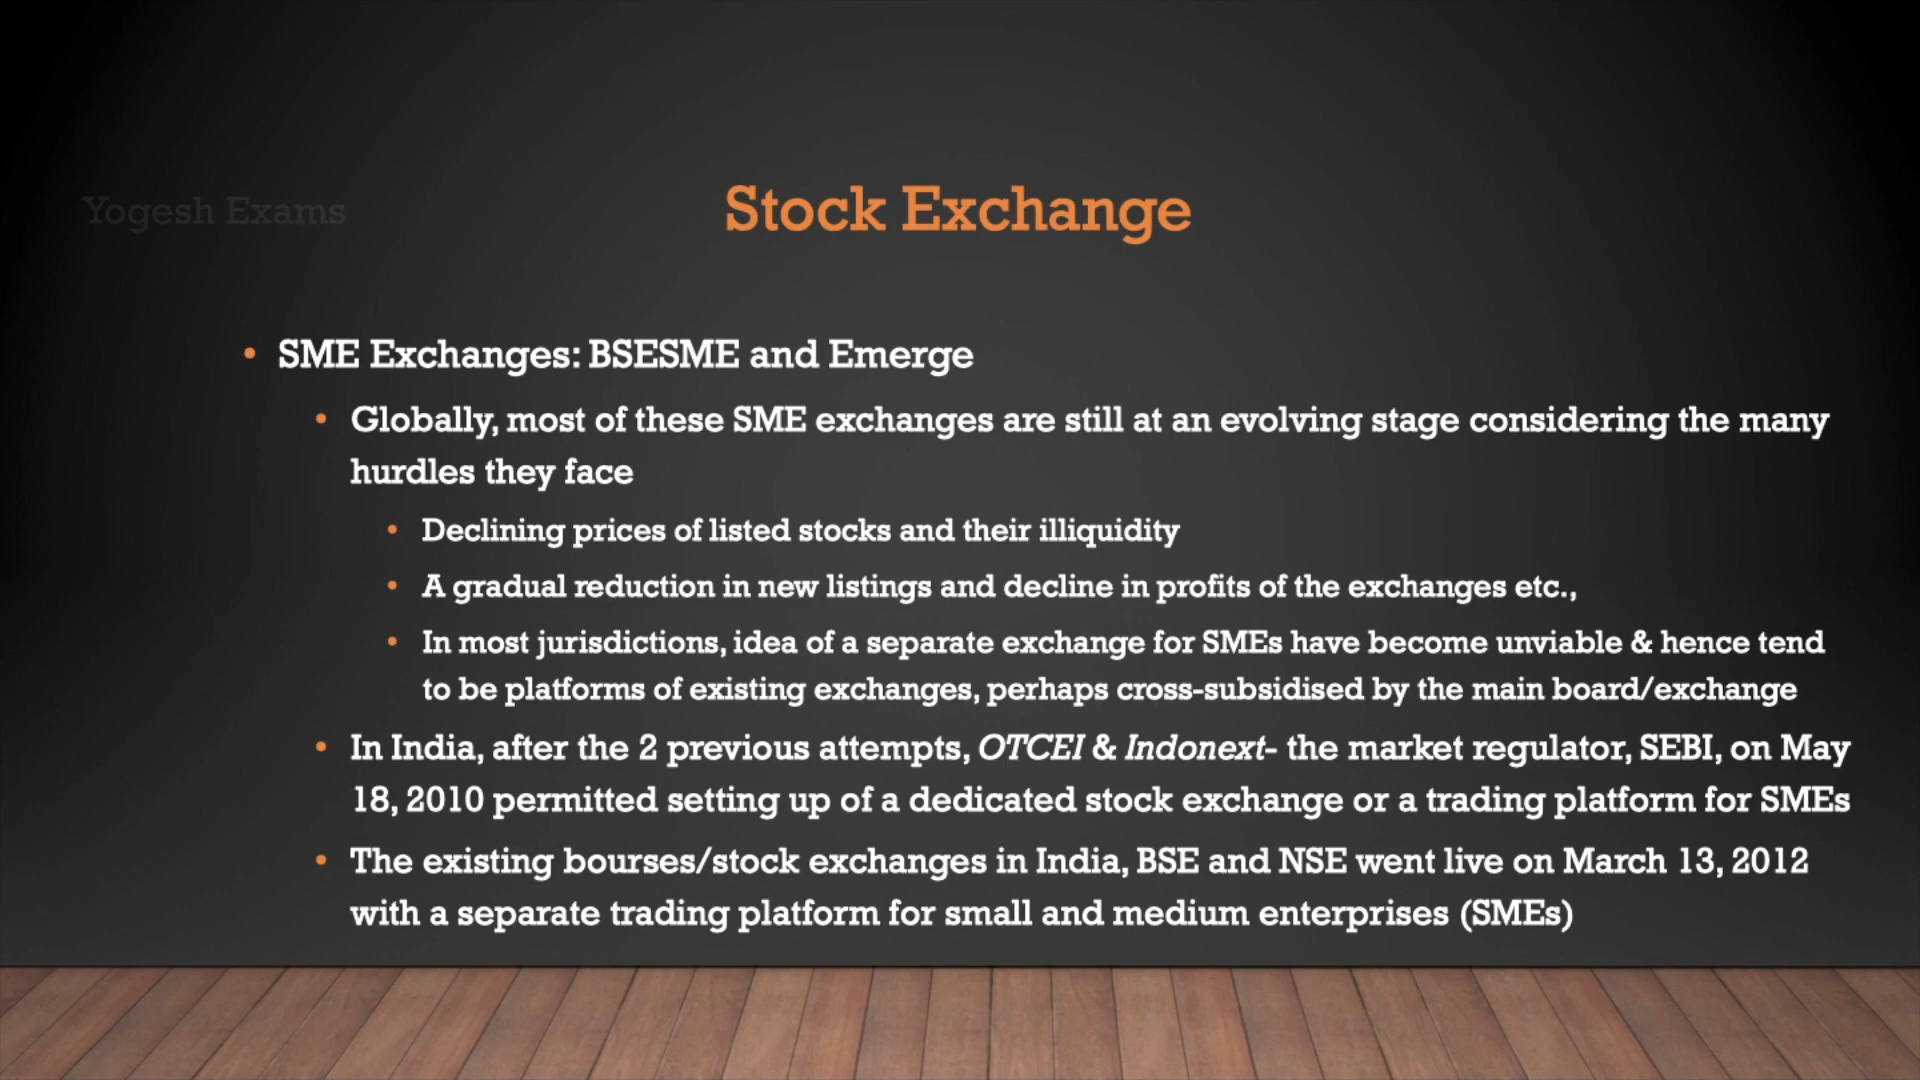 Yogesh Exams
Stock Exchange
• SME Exchanges: BSESME and Emerge
• Globally, most of these SME exchanges are still at an evolving stage considering the many
hurdles they face
• Declining prices of listed stocks and their illiquidity
• A gradual reduction in new listings and decline in profits of the exchanges etc.,
• In most jurisdictions, idea of a separate exchange for SMEs have become unviable & hence tend
to be platforms of existing exchanges, perhaps cross-subsidised by the main board/exchange
• In India, after the 2 previous attempts, OTCEI & Indonext- the market regulator, SEBI, on May
18, 2010 permitted setting up of a dedicated stock exchange or a trading platform for SMEs
• The existing bourses/stock exchanges in India, BSE and NSE went live on March 13, 2012
with a separate trading platform for small and medium enterprises (SMEs)